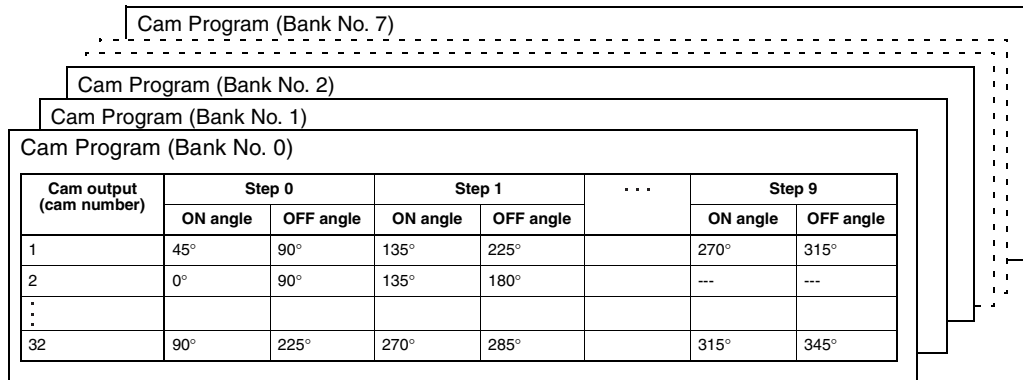 Cam Program (Bank No. 7)
Cam Program (Bank No. 2)
Cam Program (Bank No. 1)
Cam Program (Bank No. 0)
Cam output (cam number) Step 0 Step 1 . . . Step 9
ON angle OFF angle ON angle OFF angle ON angle OFF angle
1 45° 90° 135° 225° 270° 315°
2 0° 90° 135° 180° --- ---
:
32 90° 225° 270° 285° 315° 345°